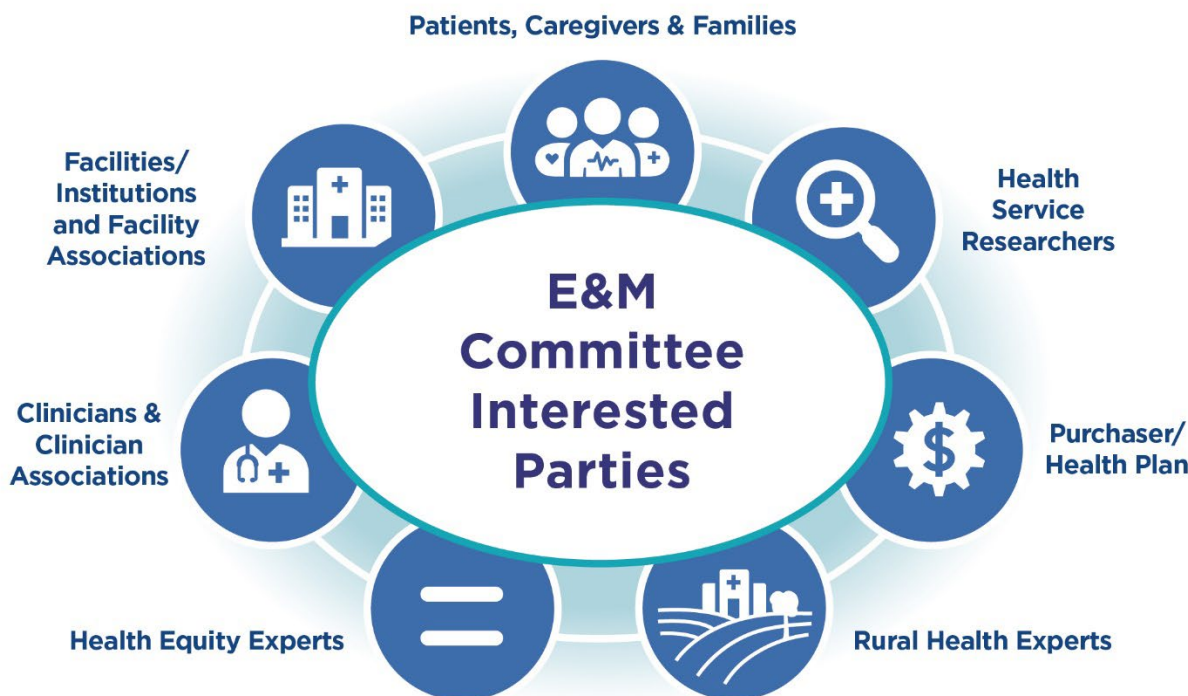 Patients, Caregivers & Families
Facilities/
Institutions
and Facility
Associations
Health
Service
Researchers
E&M
Committee
Interested
Parties
Clinicians &
Clinician
Associations
Purchaser/
Health Plan
Health Equity Experts
Rural Health Experts